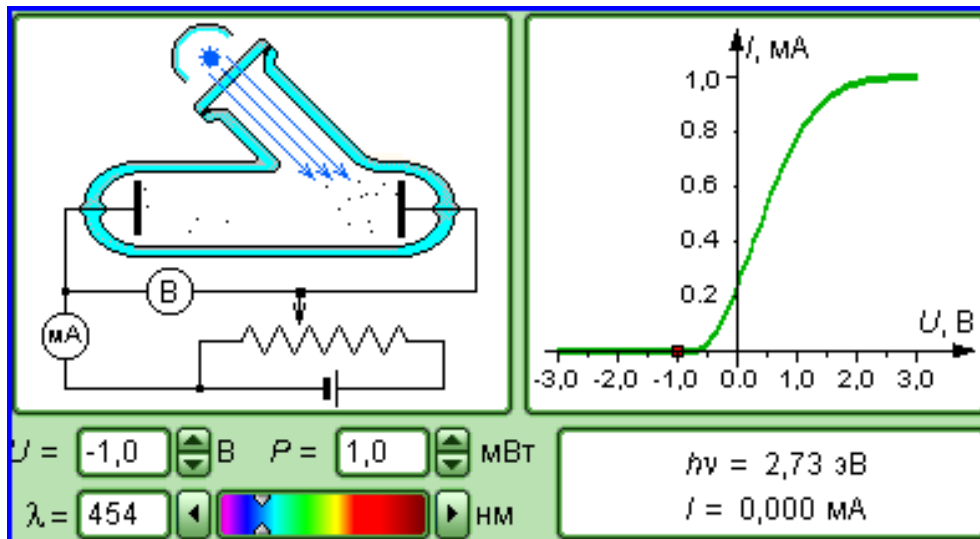 B
мА
I, мА
1,0
0.8
0.6
0.4
0.2
U, В
-3,0 -2,0 -1,0 0.0 1,0 2,0 3,0
U = -1,0 В P = 1,0 мВт
λ = 454 нм
hν = 2,73 эВ
I = 0,000 мА